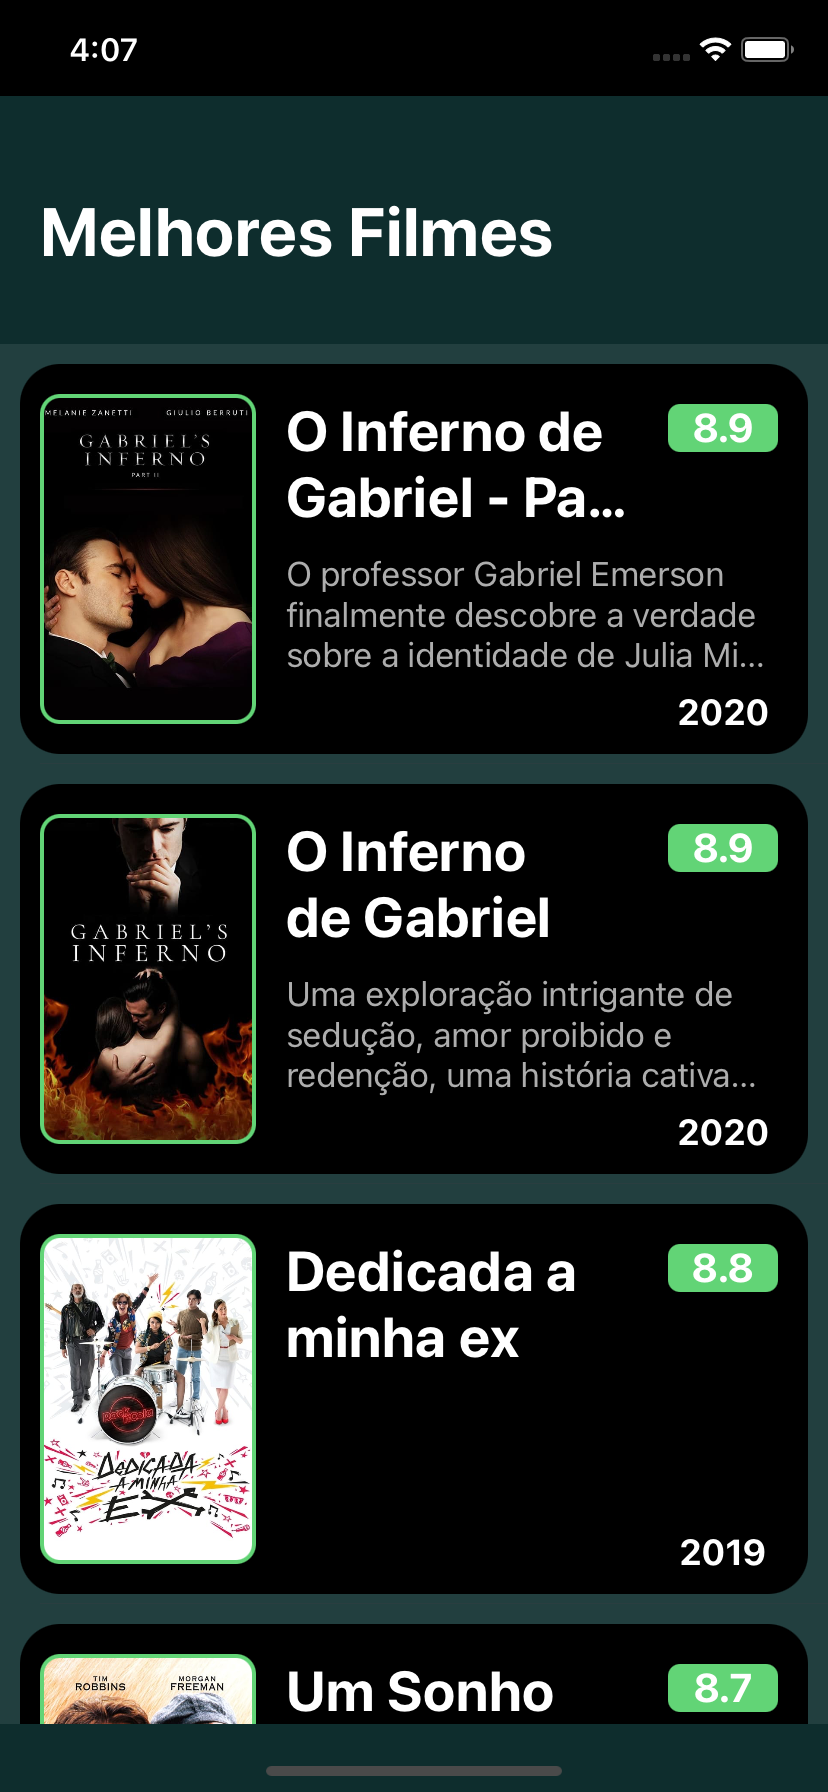 4:07
Melhores Filmes
MELANIE ZANETTI GIULIO BERRUTI
GABRIEL'S
INFERNO
PART II
O Inferno de
Gabriel - Pa...
8.9
O professor Gabriel Emerson
finalmente descobre a verdade
sobre a identidade de Julia Mi...
2020
GABRIEL'S
INFERNO
O Inferno
de Gabriel
8.9
Uma exploração intrigante de
sedução, amor proibido e
redenção, uma história cativa...
2020
DEDICADA
A MINHA
EX
Dedicada a
minha ex
8.8
2019
TIM
ROBBINS
MORGAN
FREEMAN
Um Sonho
8.7